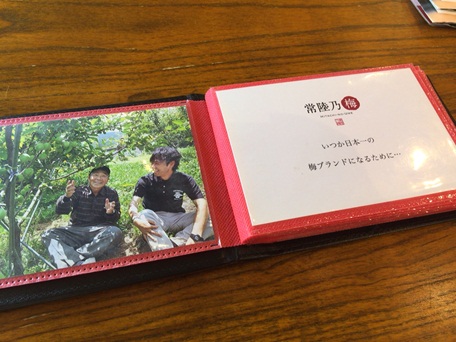 常陸乃梅
いつか日本一の
梅ブランドになるために…